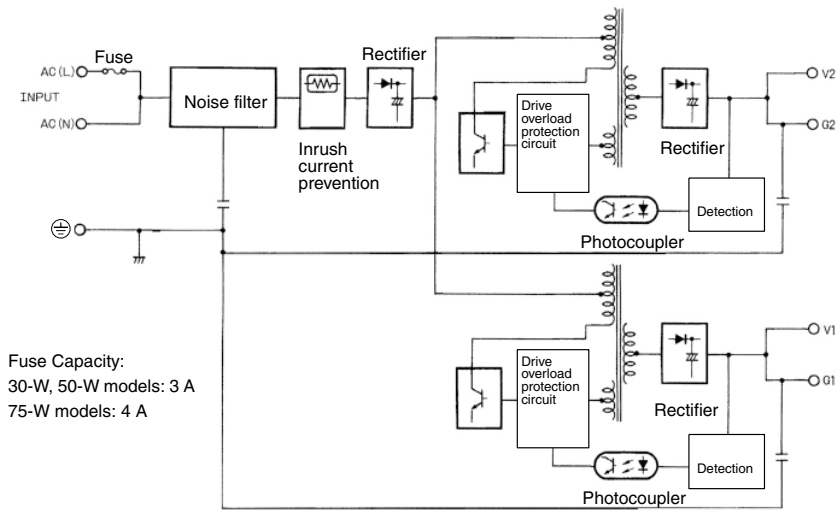 Fuse
AC(L)
INPUT
AC(N)
Noise filter
Inrush
current
prevention
Rectifier
Drive
overload
protection
circuit
Rectifier
V2
G2
Detection
Photocoupler
Drive
overload
protection
circuit
Rectifier
V1
G1
Detection
Photocoupler
Fuse Capacity:
30-W, 50-W models: 3 A
75-W models: 4 A